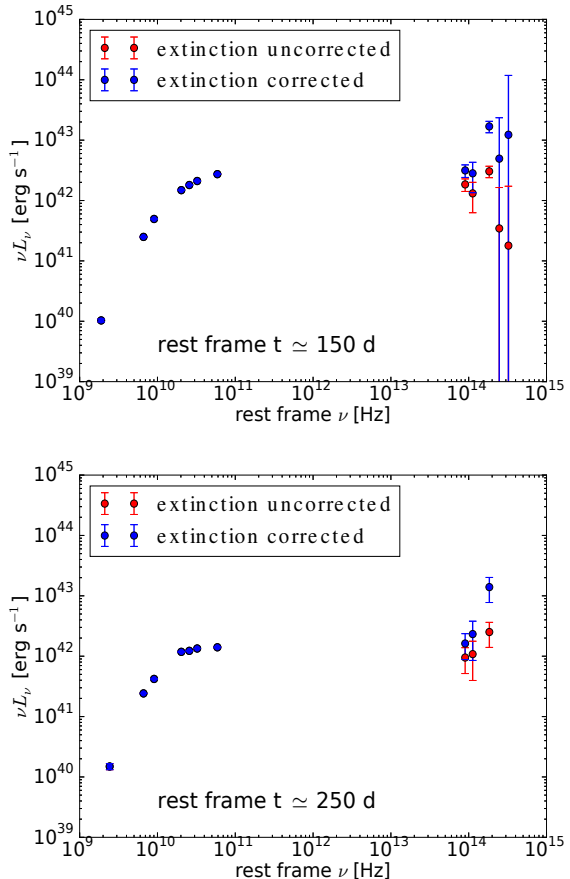 10^45
10^44
10^43
10^42
10^41
10^40
10^39
νL_ν [erg s^−1]
extinction uncorrected
extinction corrected
rest frame t ≃ 150 d
10^9 10^10 10^11 10^12 10^13 10^14 10^15
rest frame ν [Hz]
10^45
10^44
10^43
10^42
10^41
10^40
10^39
νL_ν [erg s^−1]
extinction uncorrected
extinction corrected
rest frame t ≃ 250 d
10^9 10^10 10^11 10^12 10^13 10^14 10^15
rest frame ν [Hz]